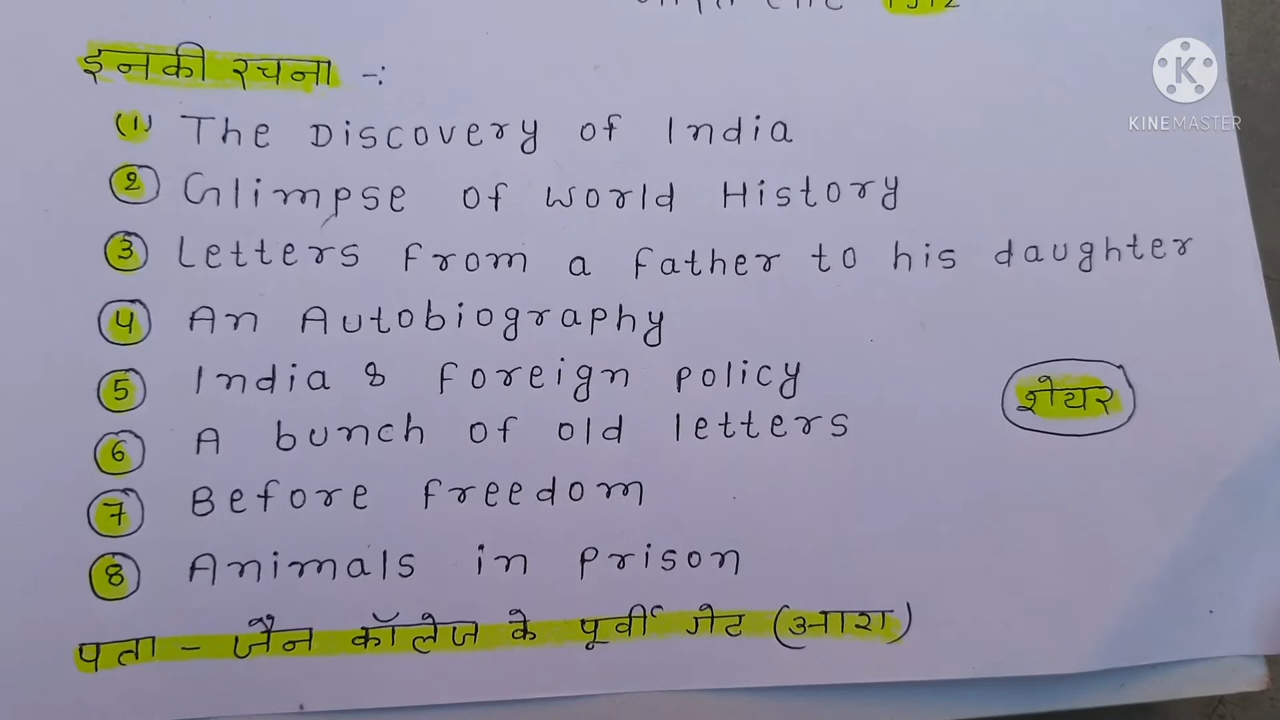 इनकी रचना -:
(1) The Discovery of India
② Glimpse of world History
③ Letters from a father to his daughter
④ An Autobiography
⑤ India & foreign policy
शेयर
⑥ A bunch of old letters
⑦ Before freedom
⑧ Animals in prison
पता - जैन कॉलेज के पूर्वी गेट (आरा)
KINEMASTER